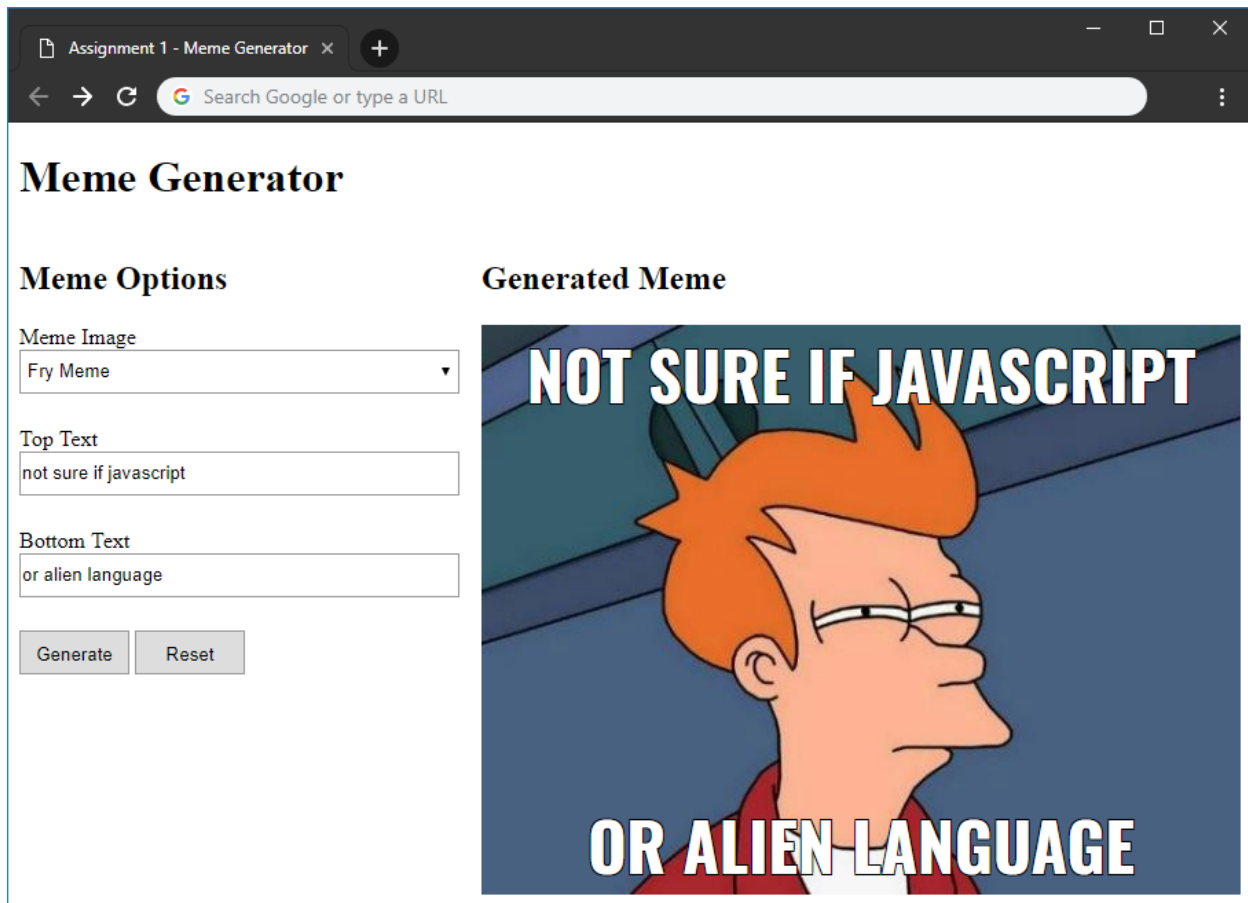 Assignment 1 - Meme Generator
Search Google or type a URL
Meme Generator
Meme Options
Meme Image
Fry Meme
Top Text
not sure if javascript
Bottom Text
or alien language
Generate Reset
Generated Meme
NOT SURE IF JAVASCRIPT
OR ALIEN LANGUAGE